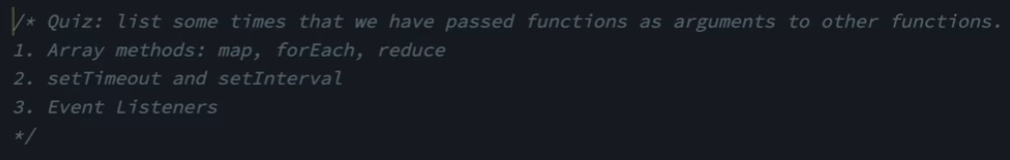 /* Quiz: list some times that we have passed functions as arguments to other functions.
1. Array methods: map, forEach, reduce
2. setTimeout and setInterval
3. Event Listeners
*/